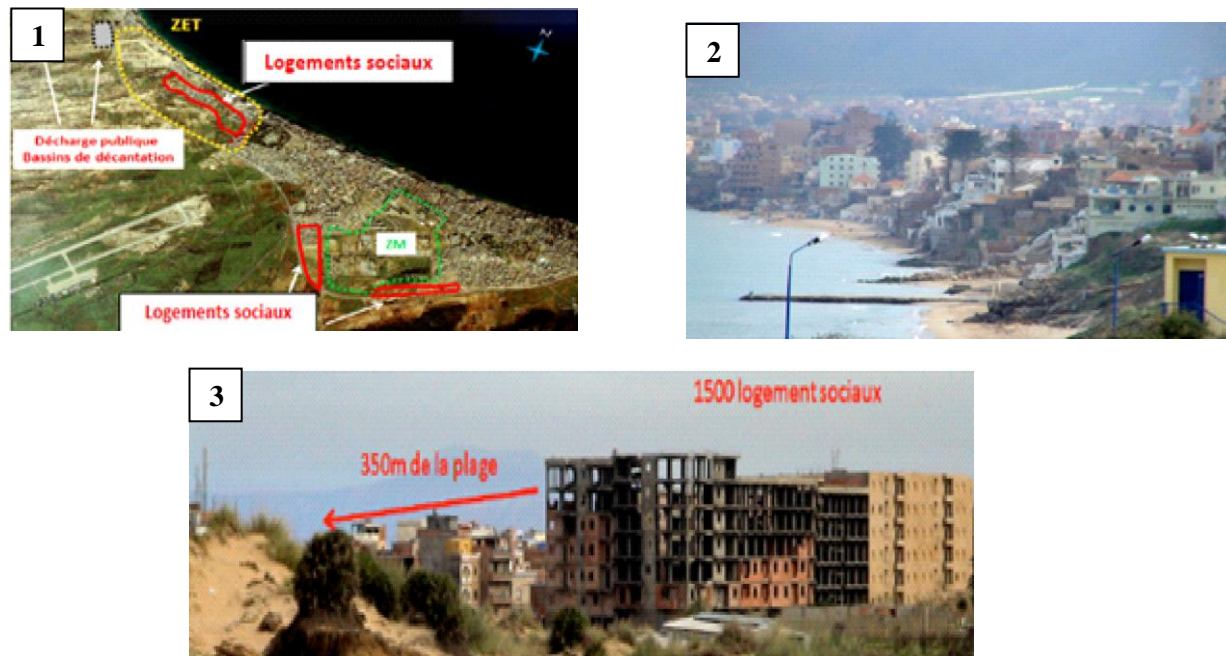 1
ZET
Logements sociaux
Décharge publique
Bassins de décantation
ZM
Logements sociaux
2
3
1500 logement sociaux
350m de la plage